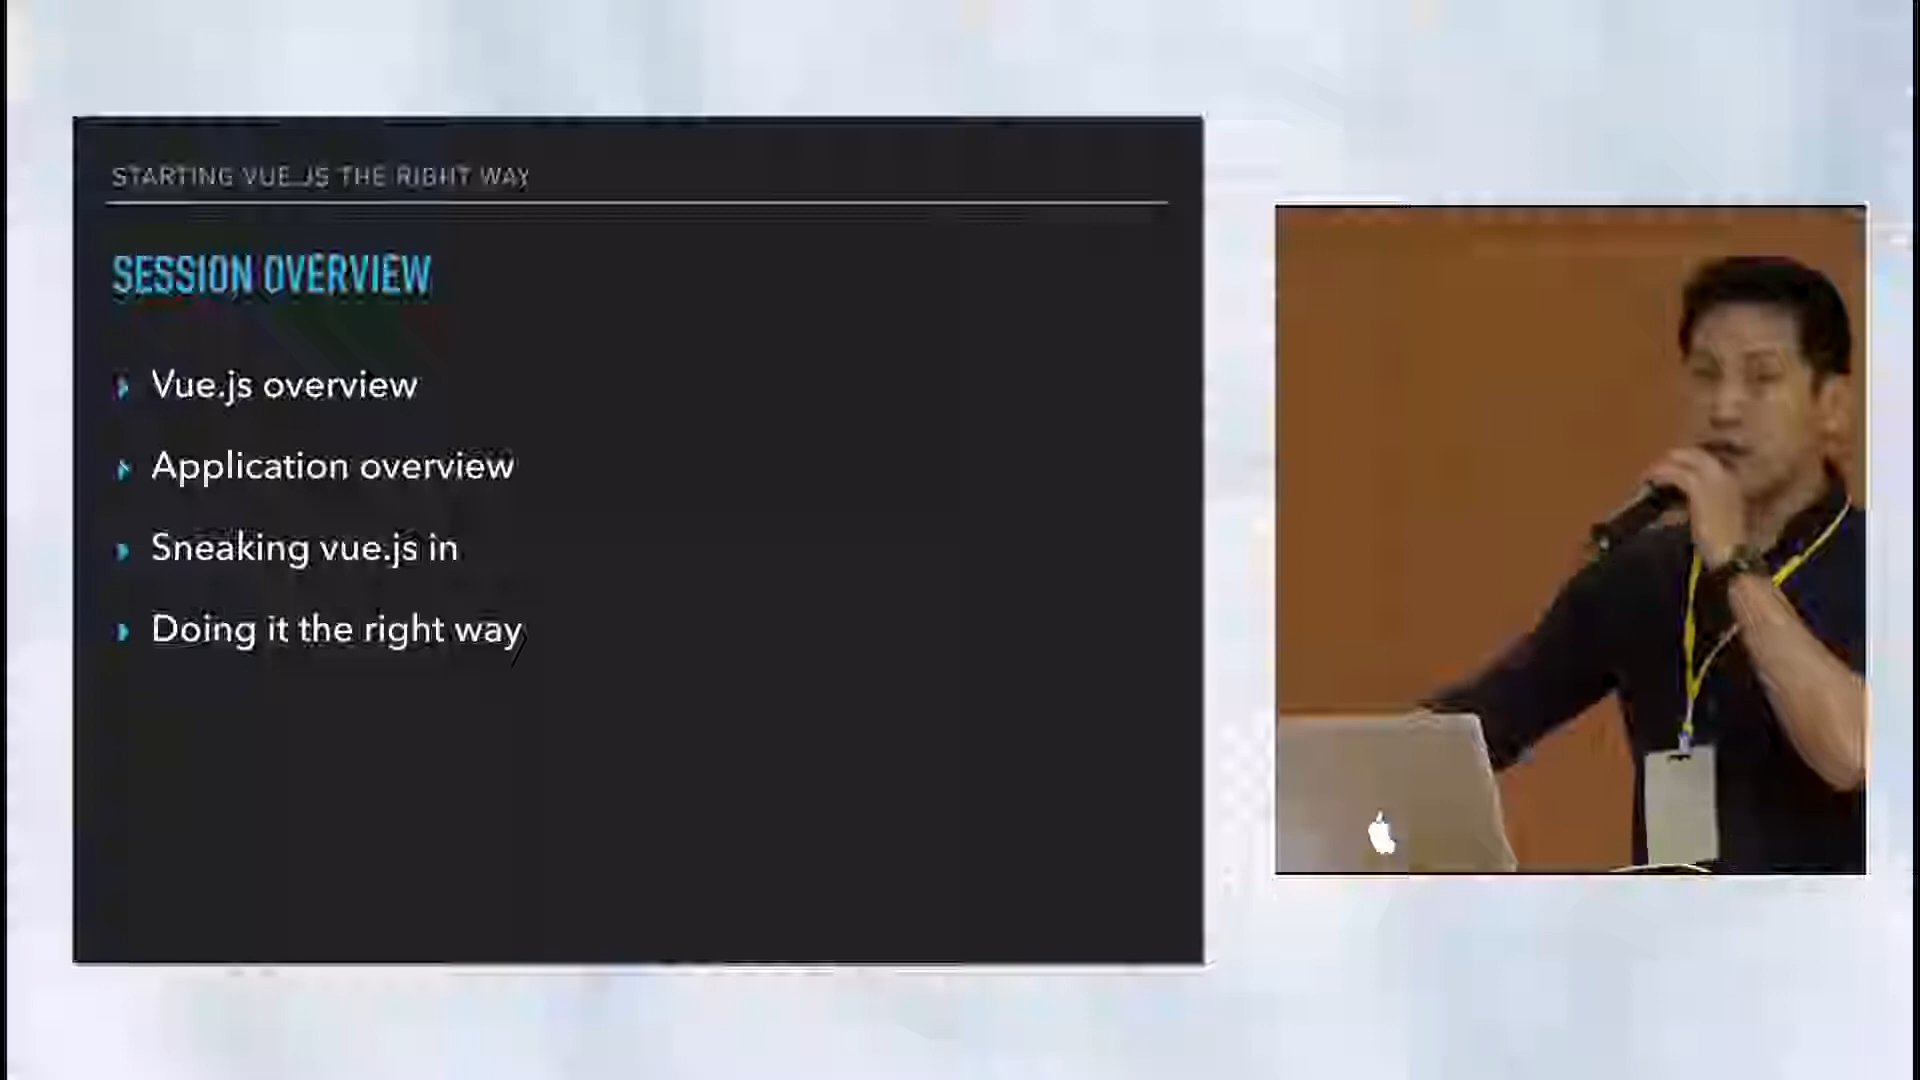 STARTING VUE.JS THE RIGHT WAY
SESSION OVERVIEW
Vue.js overview
Application overview
Sneaking vue.js in
Doing it the right way